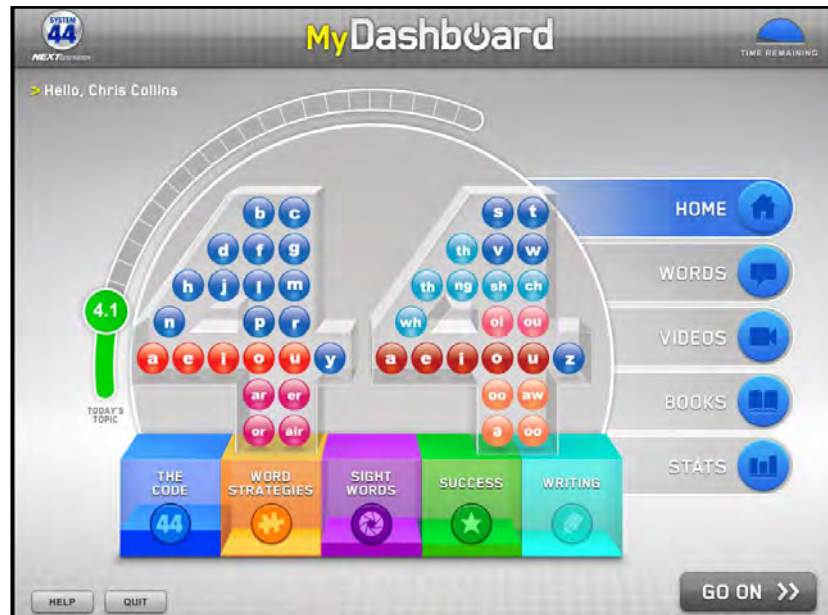 SYSTEM
44
NEXT GENERATION
MyDashboard
TIME REMAINING
> Hello, Chris Collins
b c
d f g
h j l m
n p r
a e i o u y
ar er
or air
s t
th v w
th ng sh ch
wh oi ou
a e i o u z
oo aw
ə oo
4.1
TODAY'S
TOPIC
HOME
WORDS
VIDEOS
BOOKS
STATS
THE
CODE
44
WORD
STRATEGIES
SIGHT
WORDS
SUCCESS
WRITING
HELP
QUIT
GO ON >>